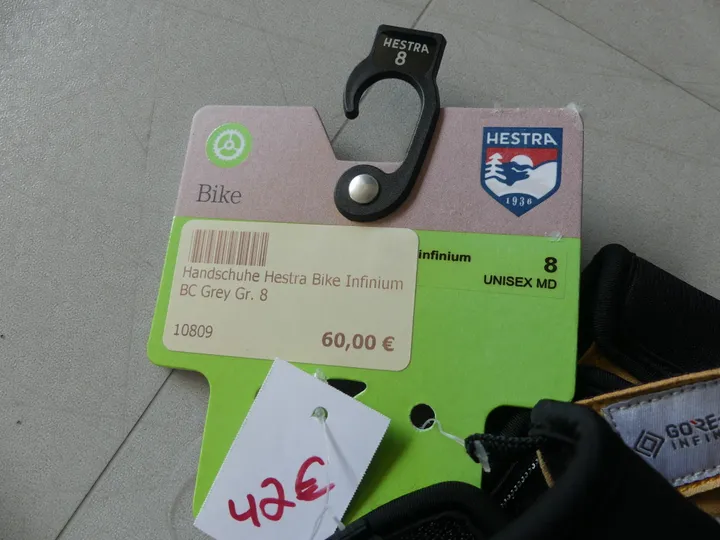 HESTRA
8
HESTRA
1936
Bike
infinium
8
UNISEX MD
Handschuhe Hestra Bike Infinium
BC Grey Gr. 8
10809
60,00 €
42€
GORE
INFIN